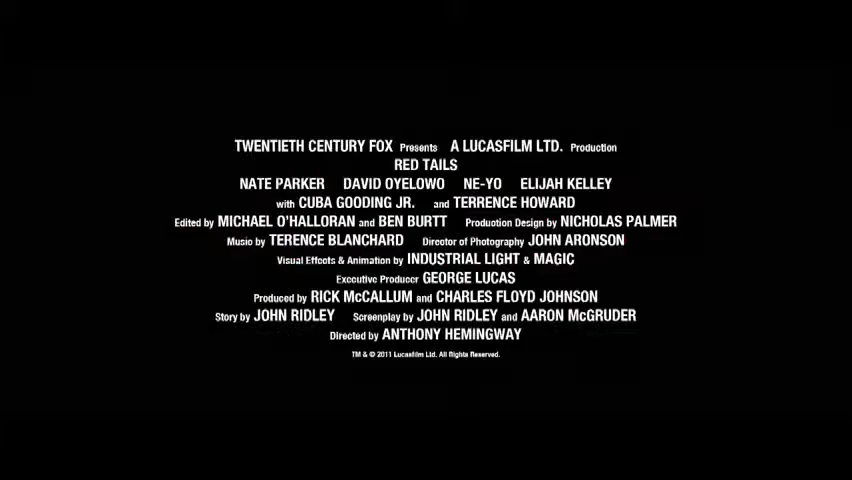 TWENTIETH CENTURY FOX Presents A LUCASFILM LTD. Production
RED TAILS
NATE PARKER DAVID OYELOWO NE-YO ELIJAH KELLEY
with CUBA GOODING JR. and TERRENCE HOWARD
Edited by MICHAEL O'HALLORAN and BEN BURTT Production Design by NICHOLAS PALMER
Music by TERENCE BLANCHARD Director of Photography JOHN ARONSON
Visual Effects & Animation by INDUSTRIAL LIGHT & MAGIC
Executive Producer GEORGE LUCAS
Produced by RICK McCALLUM and CHARLES FLOYD JOHNSON
Story by JOHN RIDLEY Screenplay by JOHN RIDLEY and AARON McGRUDER
Directed by ANTHONY HEMINGWAY
TM & © 2011 Lucasfilm Ltd. All Rights Reserved.